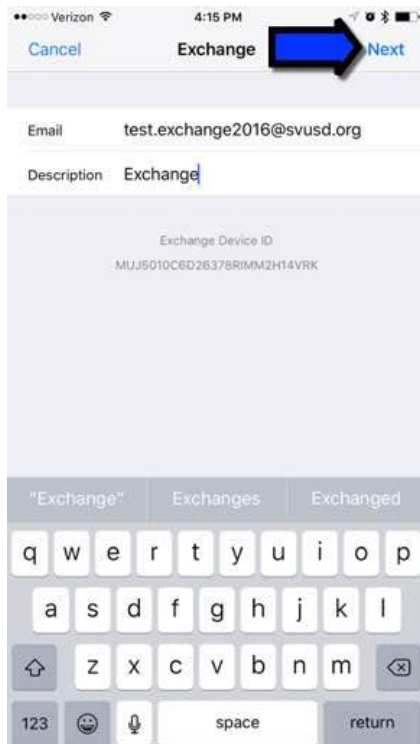 Verizon 4:15 PM
Cancel Exchange Next
Email test.exchange2016@svusd.org
Description Exchange
Exchange Device ID
MUJ5010C6D26378RIMM2H14VRK
"Exchange" Exchanges Exchanged
q w e r t y u i o p
a s d f g h j k l
z x c v b n m
123 space return